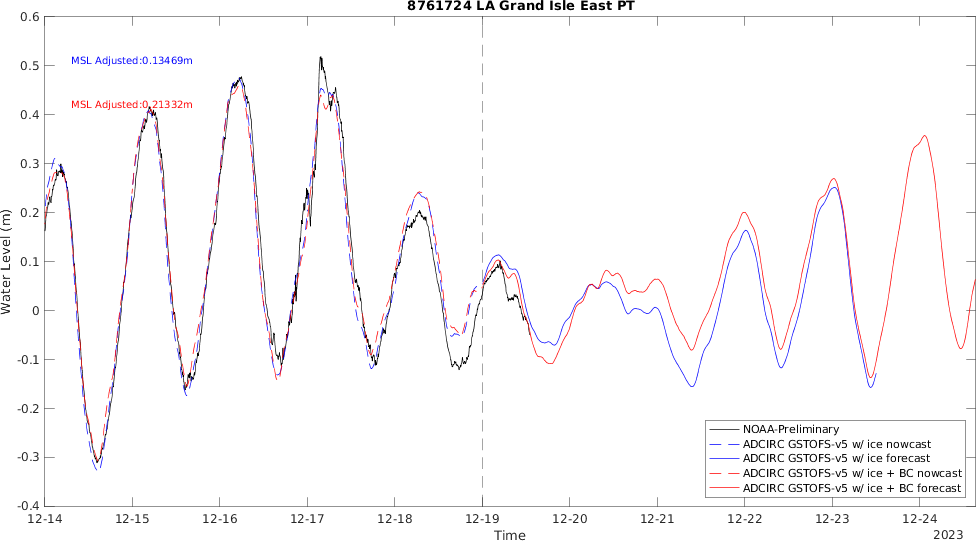 8761724 LA Grand Isle East PT
0.6
0.5
0.4
0.3
0.2
0.1
0
-0.1
-0.2
-0.3
-0.4
Water Level (m)
MSL Adjusted:0.13469m
MSL Adjusted:0.21332m
NOAA-Preliminary
ADCIRC GSTOFS-v5 w/ ice nowcast
ADCIRC GSTOFS-v5 w/ ice forecast
ADCIRC GSTOFS-v5 w/ ice + BC nowcast
ADCIRC GSTOFS-v5 w/ ice + BC forecast
12-14 12-15 12-16 12-17 12-18 12-19 12-20 12-21 12-22 12-23 12-24
Time
2023